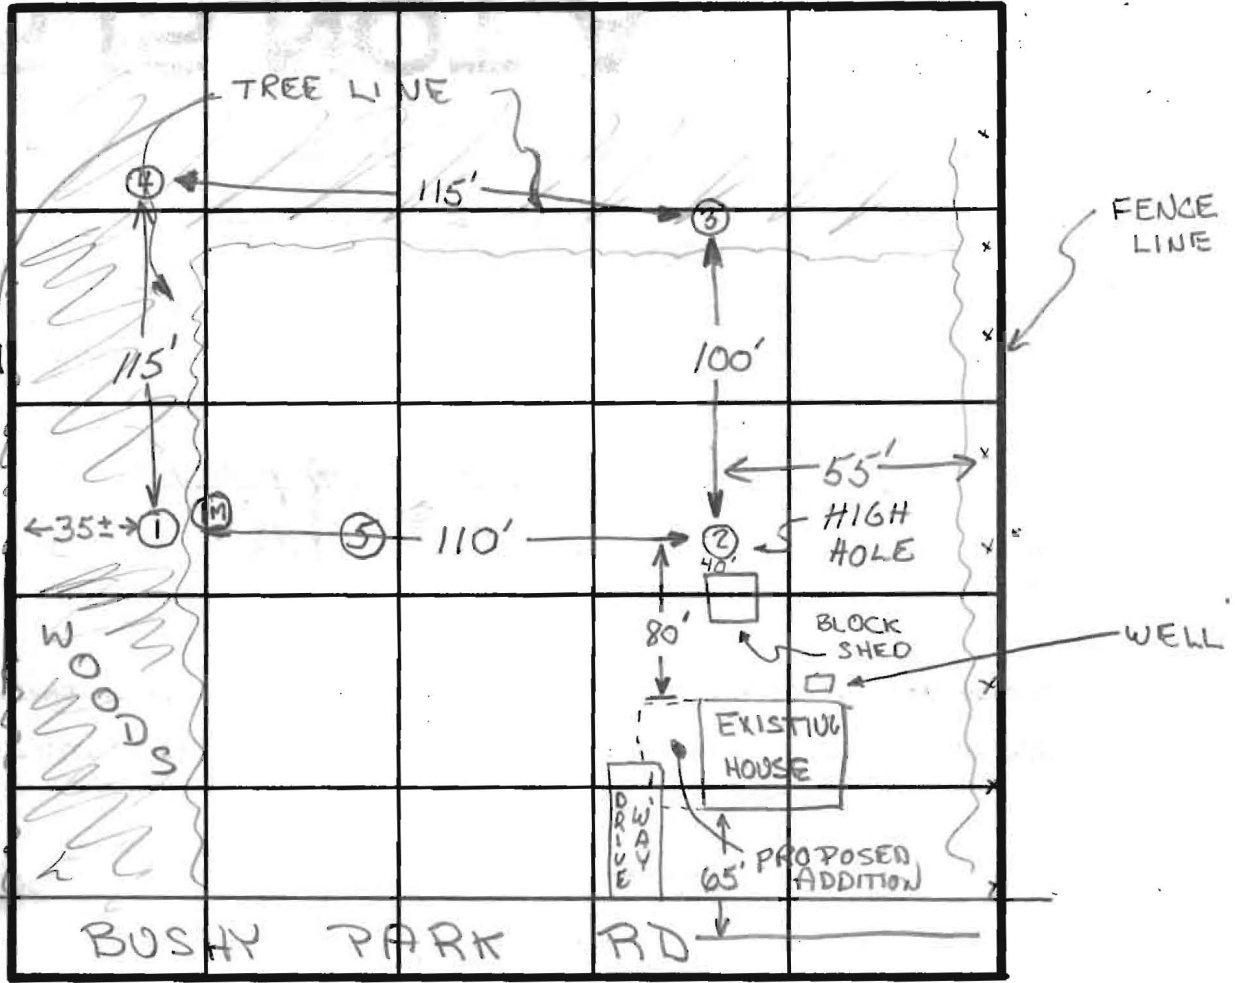 TREE LINE
4
115'
3
FENCE
LINE
115'
100'
55'
HIGH
HOLE
35±
1
M
5
110'
2
40'
80'
BLOCK
SHED
WELL
WOODS
EXISTING
HOUSE
DRIVE
WAY
65'
PROPOSED
ADDITION
BUSHY PARK RD